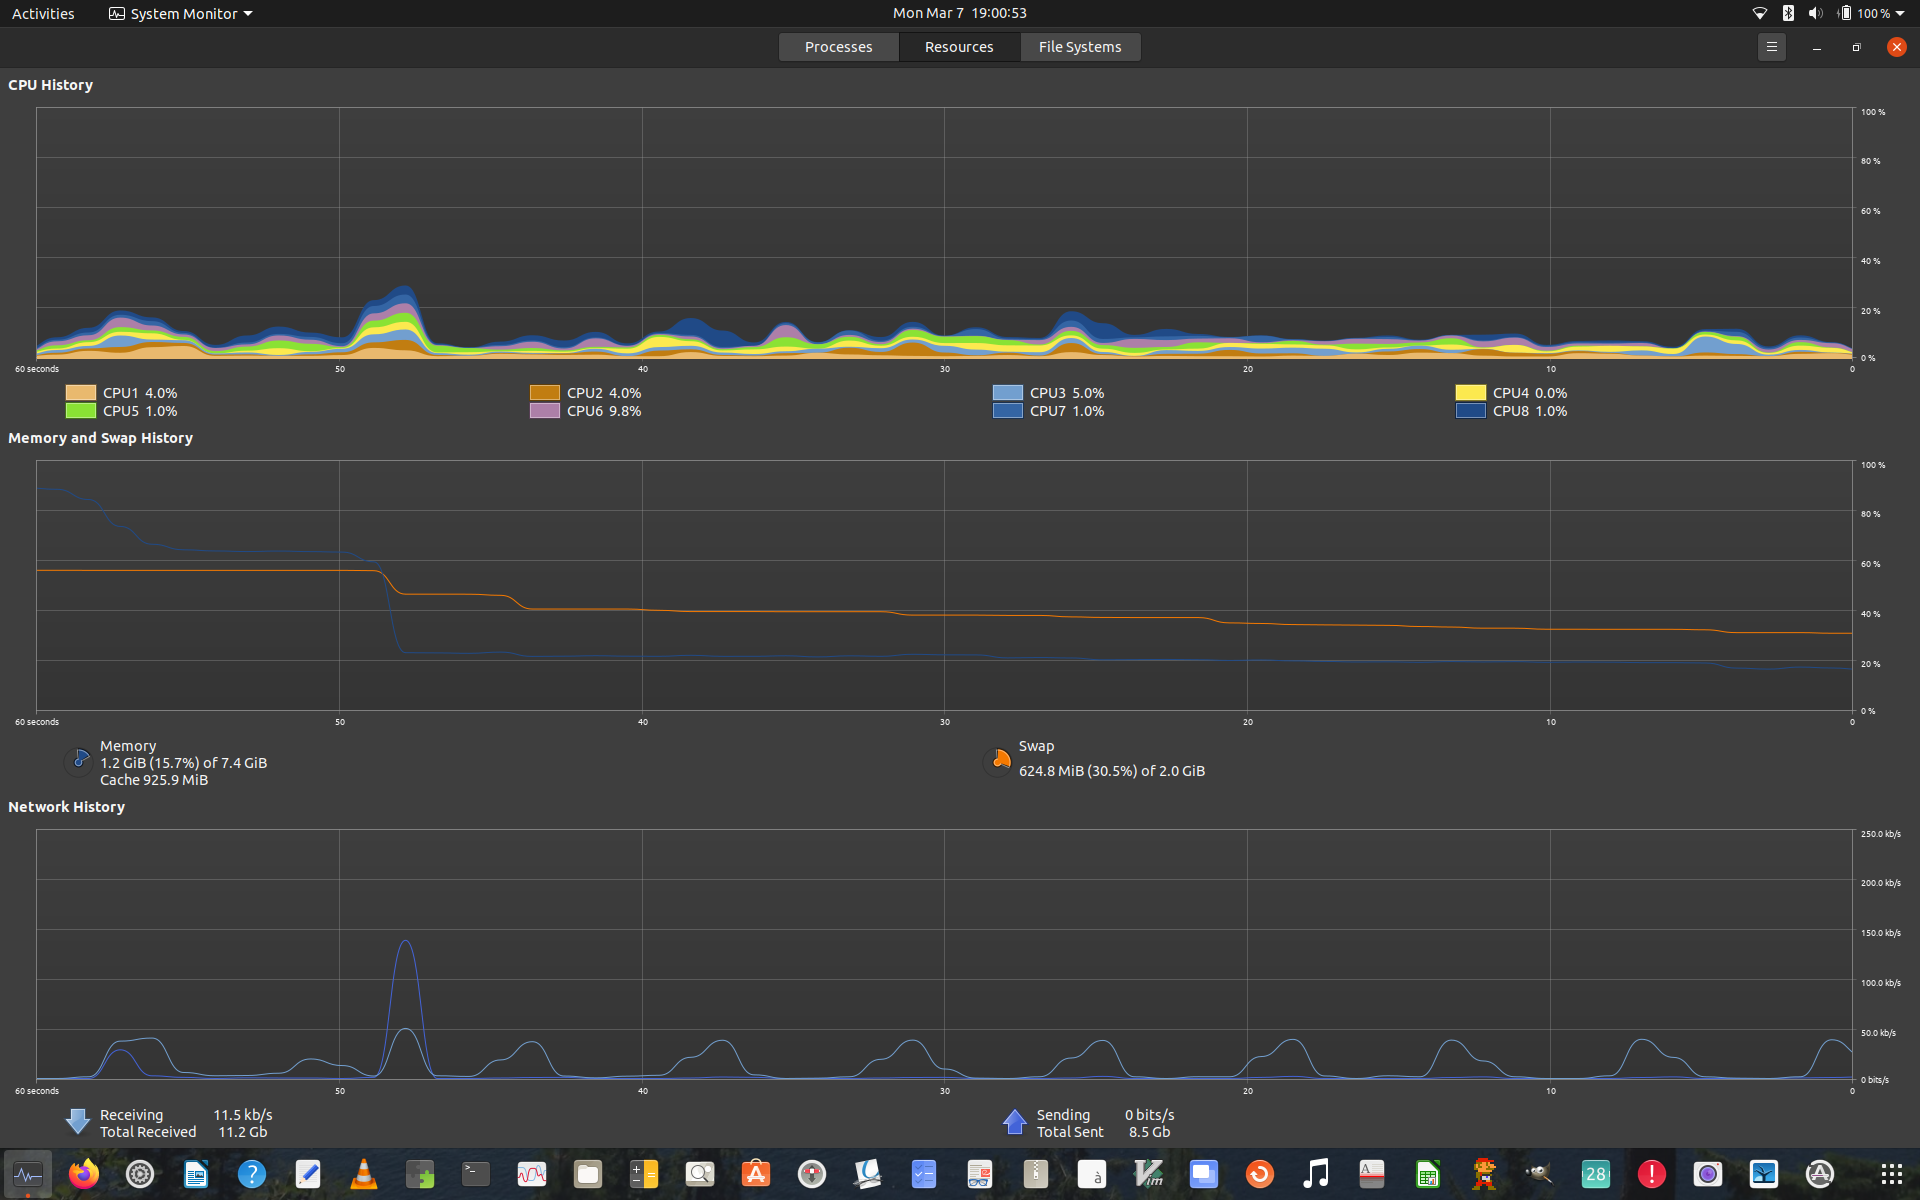 Activities System Monitor Mon Mar 7 19:00:53 100 %
Processes Resources File Systems
CPU History
100 %
80 %
60 %
40 %
20 %
0 %
60 seconds 50 40 30 20 10 0
CPU1 4.0% CPU2 4.0% CPU3 5.0% CPU4 0.0%
CPU5 1.0% CPU6 9.8% CPU7 1.0% CPU8 1.0%
Memory and Swap History
100 %
80 %
60 %
40 %
20 %
0 %
60 seconds 50 40 30 20 10 0
Memory
1.2 GiB (15.7%) of 7.4 GiB
Cache 925.9 MiB
Swap
624.8 MiB (30.5%) of 2.0 GiB
Network History
250.0 kb/s
200.0 kb/s
150.0 kb/s
100.0 kb/s
50.0 kb/s
0 bits/s
60 seconds 50 40 30 20 10 0
Receiving 11.5 kb/s
Total Received 11.2 Gb
Sending 0 bits/s
Total Sent 8.5 Gb
? >_ A à Vim A 28 ! A